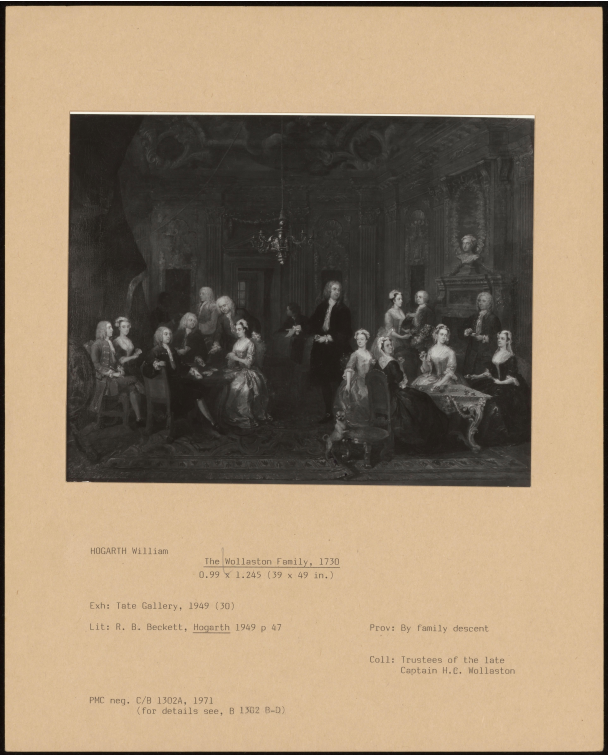 HOGARTH William
The Wollaston Family, 1730
0.99 x 1.245 (39 x 49 in.)
Exh: Tate Gallery, 1949 (30)
Lit: R. B. Beckett, Hogarth 1949 p 47
Prov: By family descent
Coll: Trustees of the late
Captain H.C. Wollaston
PMC neg. C/B 1302A, 1971
(for details see, B 1302 B-D)